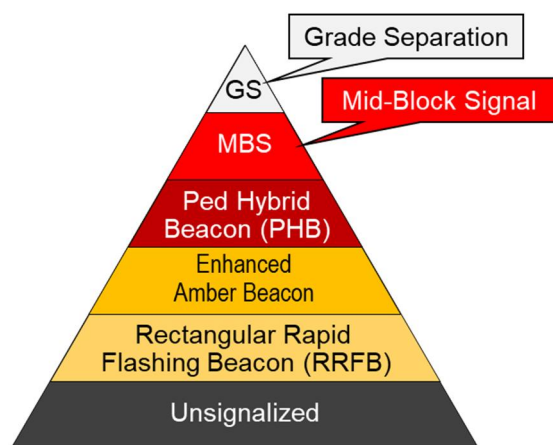 Grade Separation
GS
Mid-Block Signal
MBS
Ped Hybrid
Beacon (PHB)
Enhanced
Amber Beacon
Rectangular Rapid
Flashing Beacon (RRFB)
Unsignalized